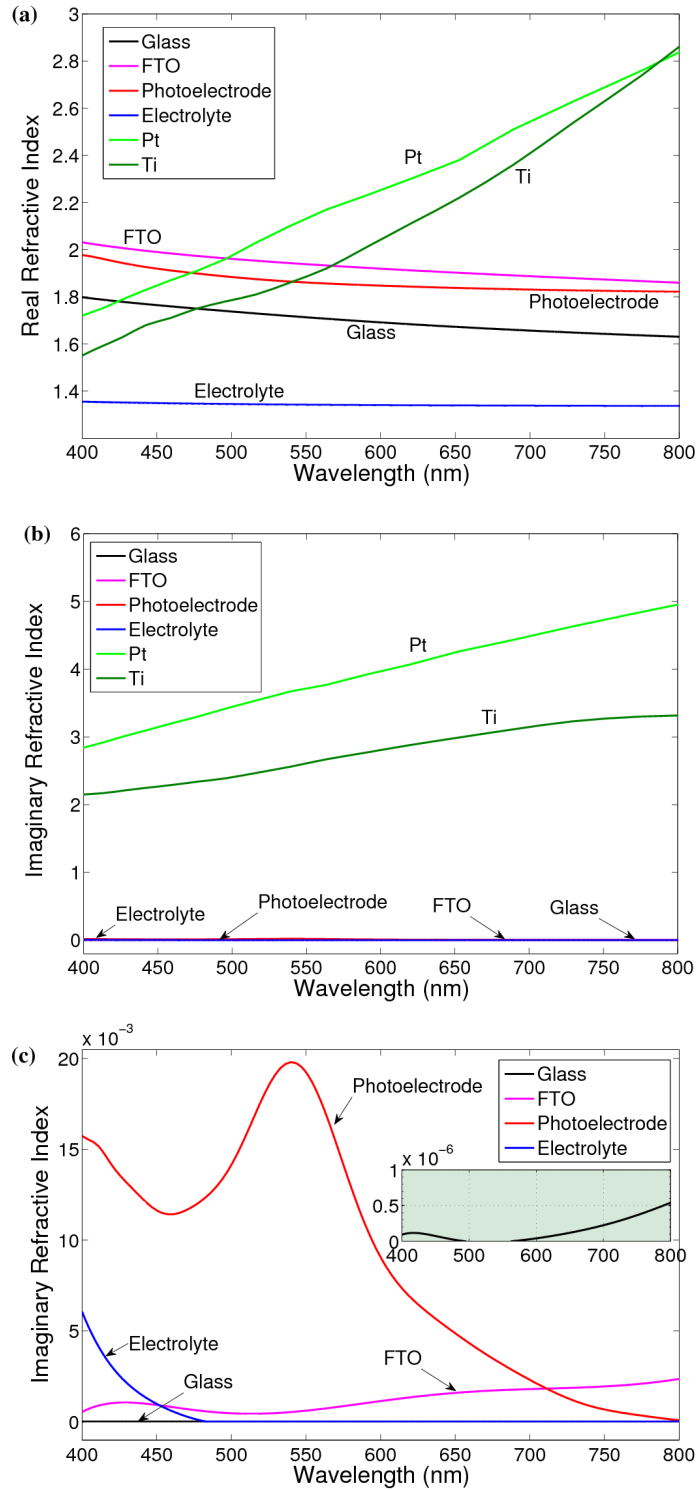 (a)
3
2.8
2.6
2.4
2.2
2
1.8
1.6
1.4
Real Refractive Index
Glass
FTO
Photoelectrode
Electrolyte
Pt
Ti
Pt
Ti
FTO
Photoelectrode
Glass
Electrolyte
400 450 500 550 600 650 700 750 800
Wavelength (nm)
(b)
6
5
4
3
2
1
0
Imaginary Refractive Index
Glass
FTO
Photoelectrode
Electrolyte
Pt
Ti
Pt
Ti
Electrolyte
Photoelectrode
FTO
Glass
400 450 500 550 600 650 700 750 800
Wavelength (nm)
(c)
x 10⁻³
20
15
10
5
0
Imaginary Refractive Index
Glass
FTO
Photoelectrode
Electrolyte
Photoelectrode
x 10⁻⁶
1
0.5
0
400 500 600 700 800
Electrolyte
Glass
FTO
400 450 500 550 600 650 700 750 800
Wavelength (nm)